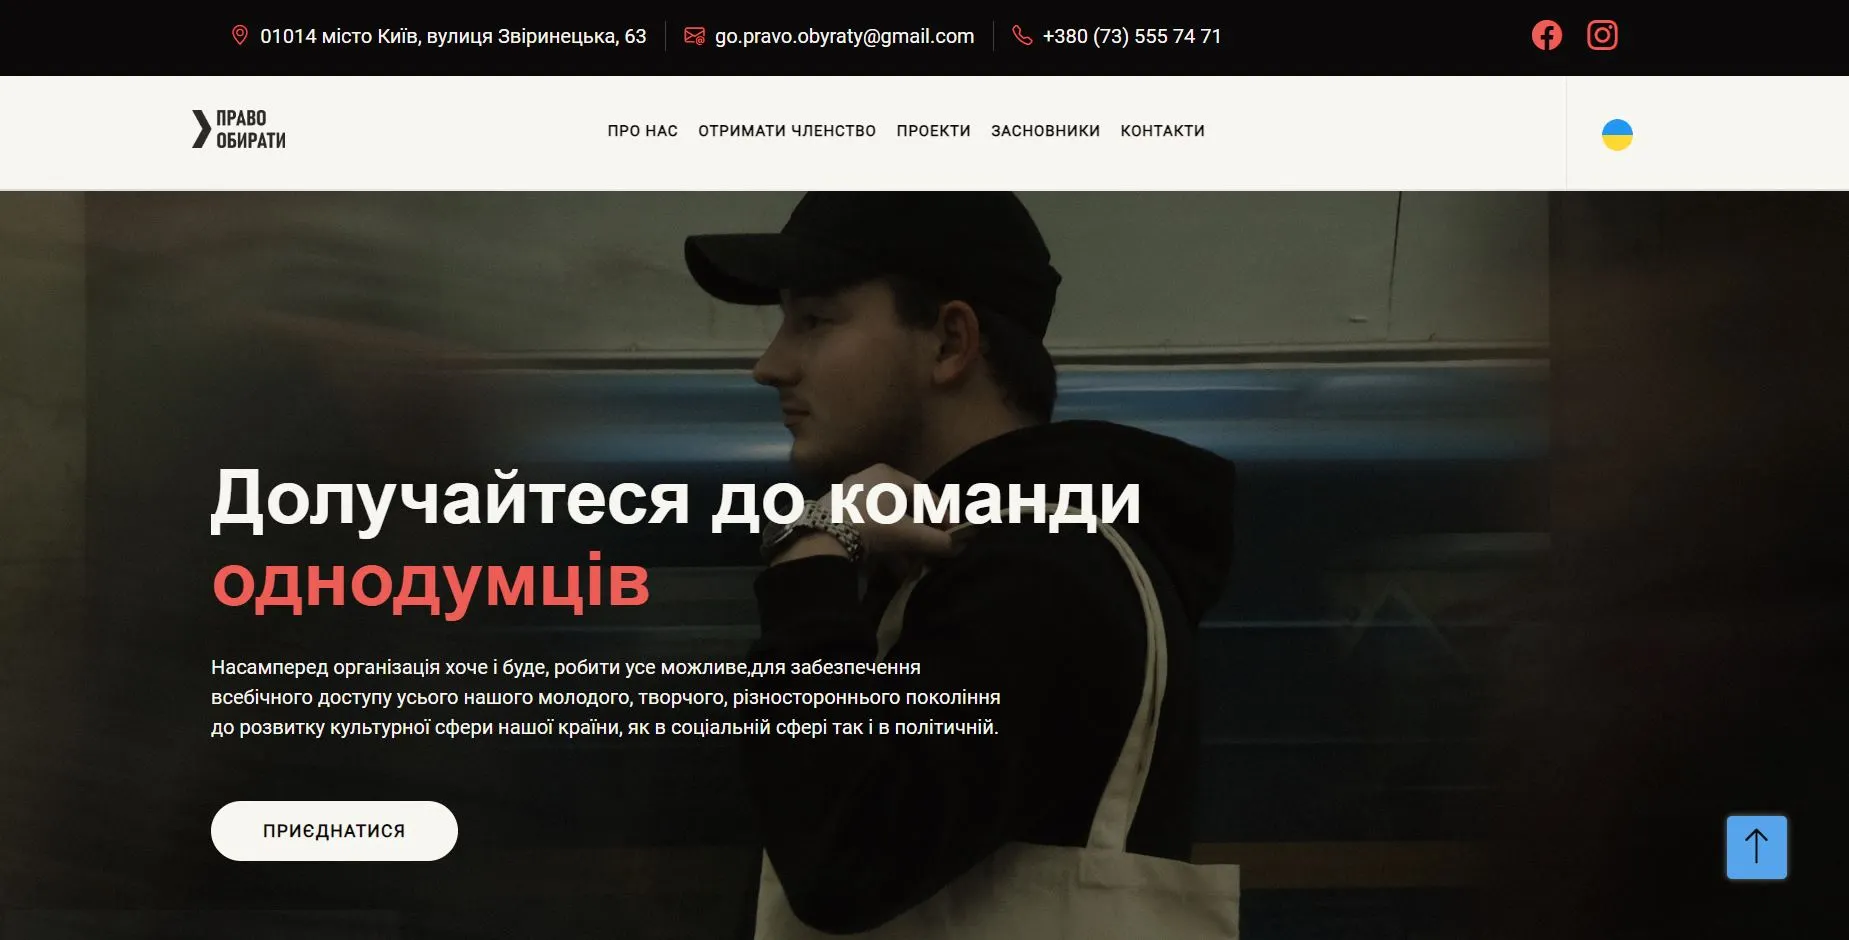 01014 місто Київ, вулиця Звіринецька, 63
go.pravo.obyraty@gmail.com
+380 (73) 555 74 71
ПРАВО
ОБИРАТИ
ПРО НАС
ОТРИМАТИ ЧЛЕНСТВО
ПРОЕКТИ
ЗАСНОВНИКИ
КОНТАКТИ
Долучайтеся до команди
однодумців
Насамперед організація хоче і буде, робити усе можливе,для забезпечення
всебічного доступу усього нашого молодого, творчого, різностороннього покоління
до розвитку культурної сфери нашої країни, як в соціальній сфері так і в політичній.
ПРИЄДНАТИСЯ